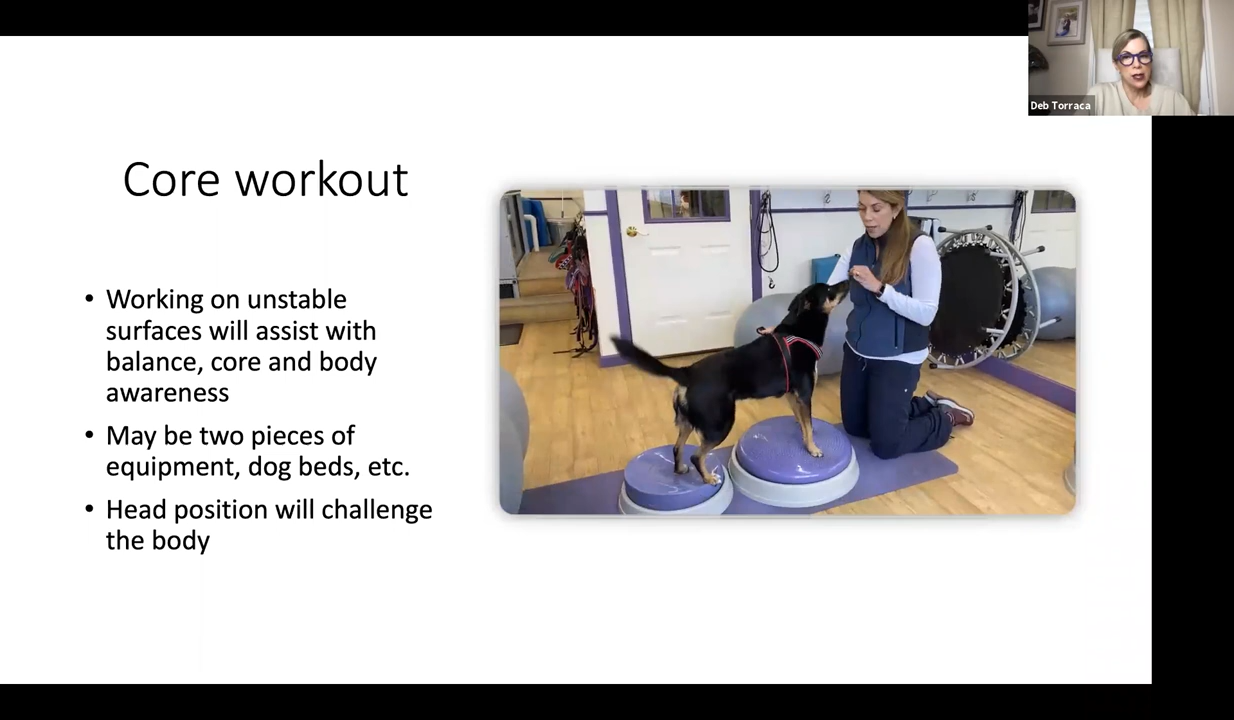 Deb Torraca
Core workout
• Working on unstable
surfaces will assist with
balance, core and body
awareness
• May be two pieces of
equipment, dog beds, etc.
• Head position will challenge
the body